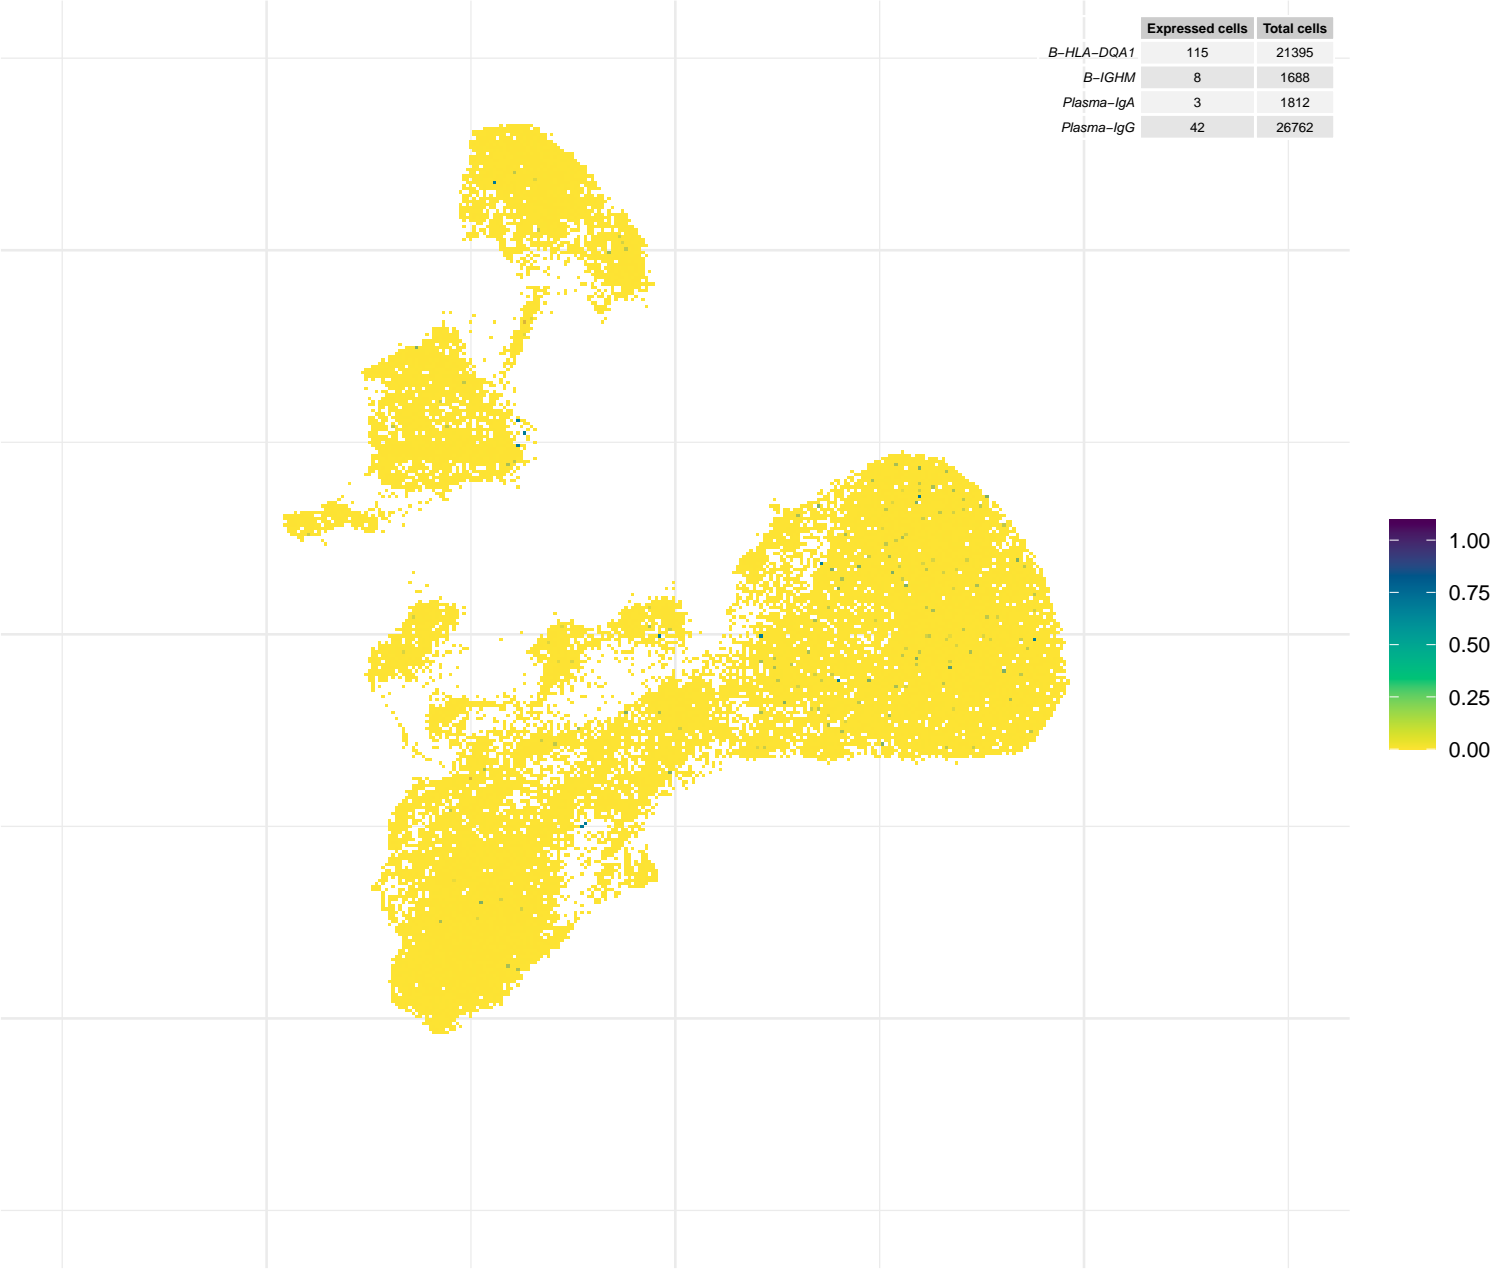 Expressed cells Total cells
B−HLA−DQA1 115 21395
B−IGHM 8 1688
Plasma−IgA 3 1812
Plasma−IgG 42 26762
1.00
0.75
0.50
0.25
0.00